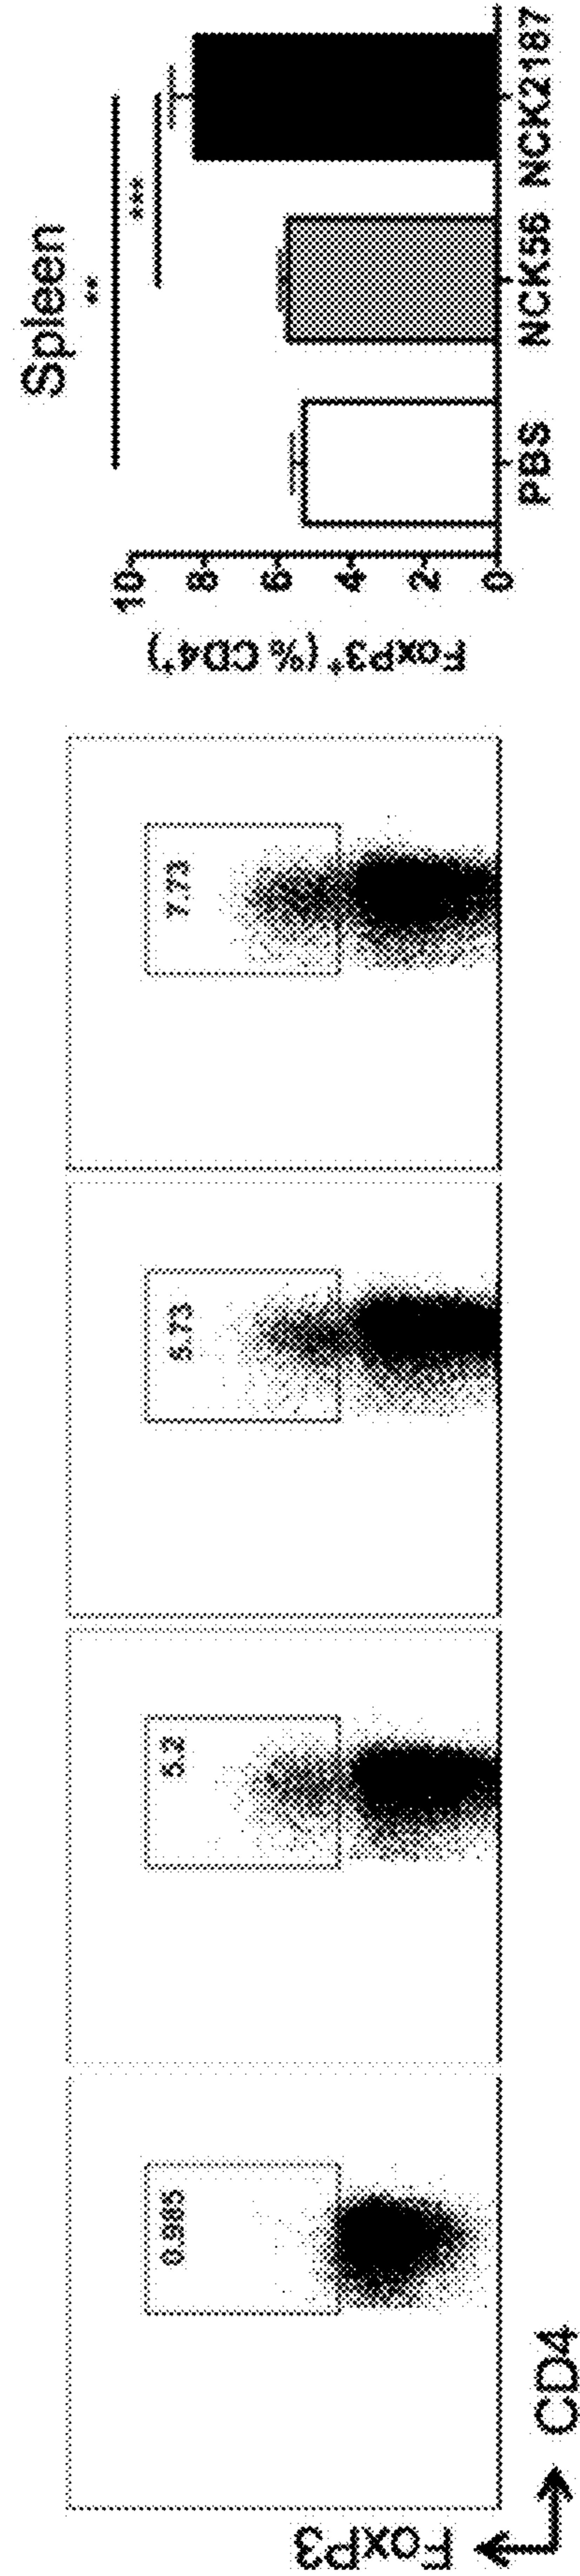 FoxP3
CD4
0.985
5.2
5.73
7.73
Spleen
**
***
FoxP3⁺ (% CD4⁺)
10
8
6
4
2
0
PBS
NCK56
NCK2187